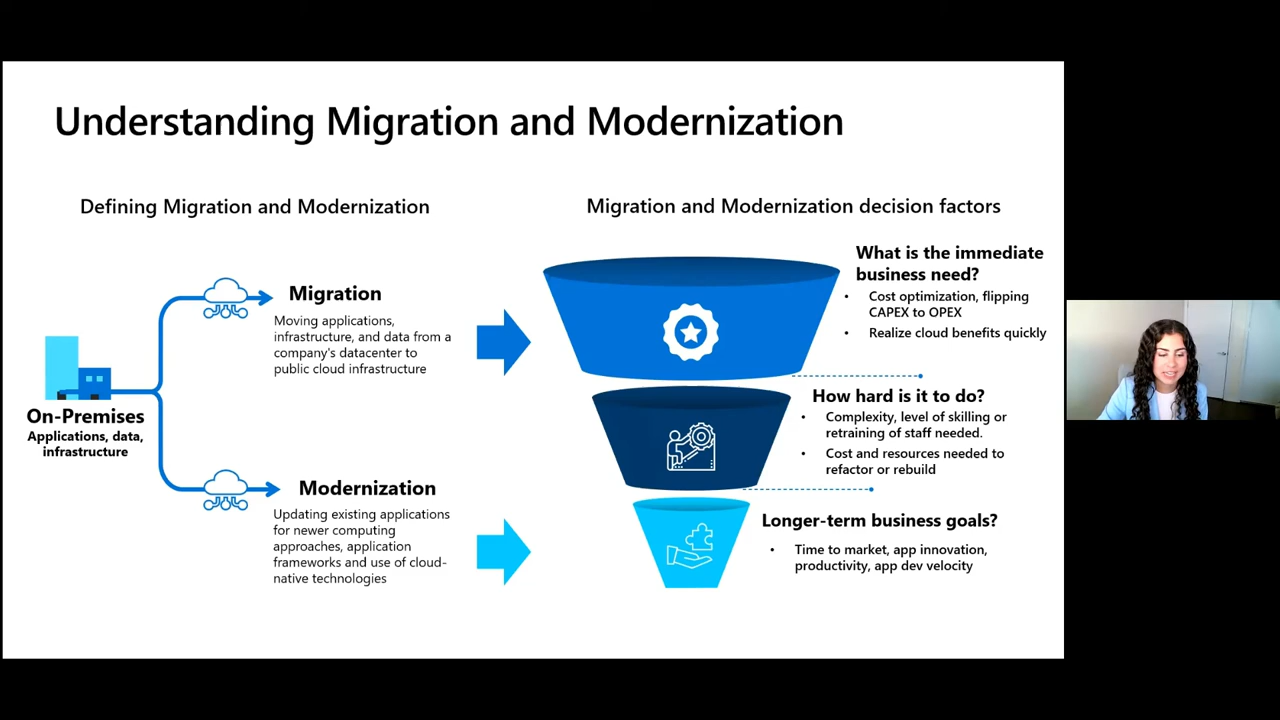 Understanding Migration and Modernization
Defining Migration and Modernization
On-Premises
Applications, data,
infrastructure
Migration
Moving applications,
infrastructure, and data from a
company's datacenter to
public cloud infrastructure
Modernization
Updating existing applications
for newer computing
approaches, application
frameworks and use of cloud-
native technologies
Migration and Modernization decision factors
What is the immediate
business need?
• Cost optimization, flipping
CAPEX to OPEX
• Realize cloud benefits quickly
How hard is it to do?
• Complexity, level of skilling or
retraining of staff needed.
• Cost and resources needed to
refactor or rebuild
Longer-term business goals?
• Time to market, app innovation,
productivity, app dev velocity